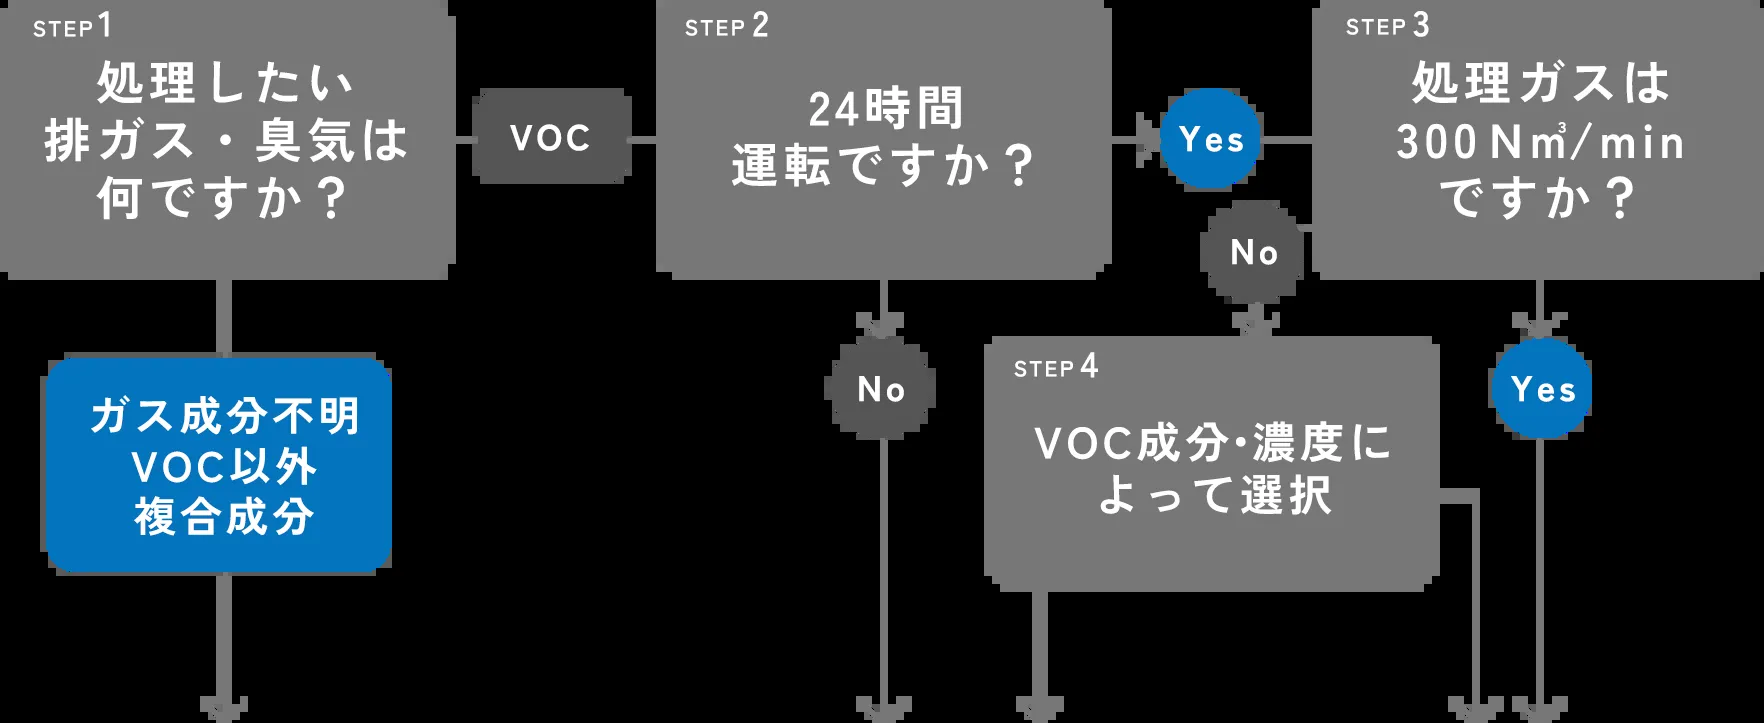 STEP 1
処理したい
排ガス・臭気は
何ですか？
VOC
STEP 2
24時間
運転ですか？
Yes
No
STEP 3
処理ガスは
300 N㎥/min
ですか？
No
Yes
STEP 4
VOC成分・濃度に
よって選択
ガス成分不明
VOC以外
複合成分